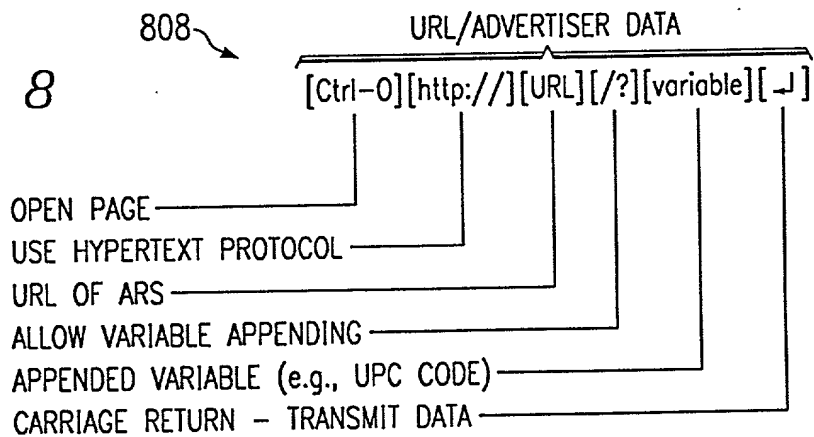 808
URL/ADVERTISER DATA
8
[Ctrl–O][http://][URL][/?][variable][↵]
OPEN PAGE
USE HYPERTEXT PROTOCOL
URL OF ARS
ALLOW VARIABLE APPENDING
APPENDED VARIABLE (e.g., UPC CODE)
CARRIAGE RETURN – TRANSMIT DATA